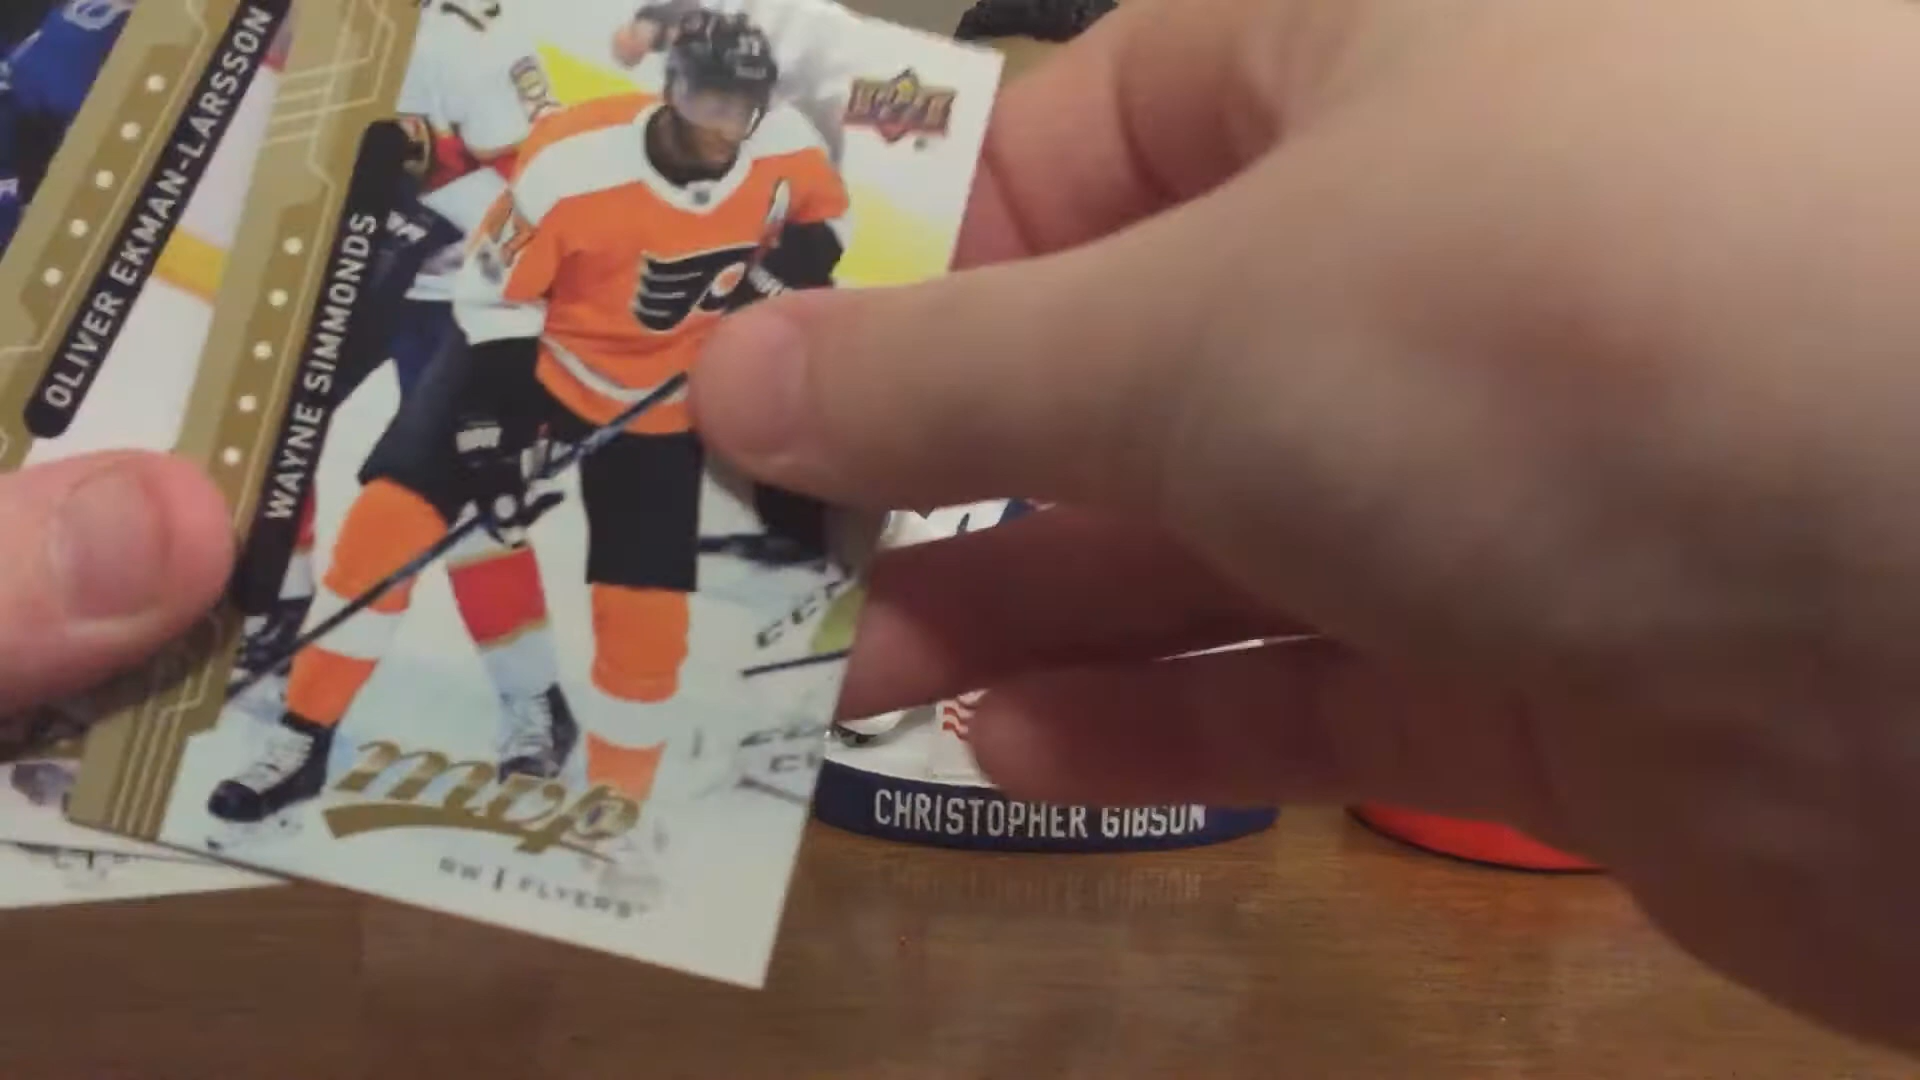 OLIVER EKMAN-LARSSON
WAYNE SIMMONDS
mvp
RW | FLYERS
CHRISTOPHER GIBSON